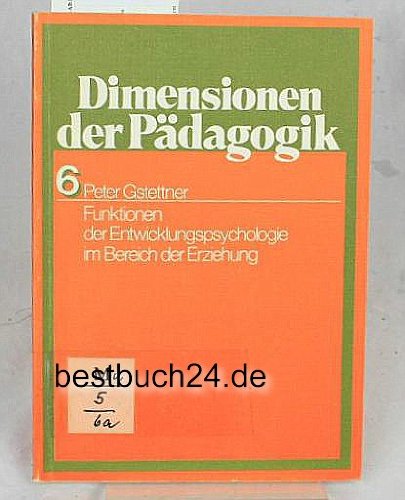 Dimensionen
der Pädagogik
6 Peter Gstettner
Funktionen
der Entwicklungspsychologie
im Bereich der Erziehung
bestbuch24.de
5
6a